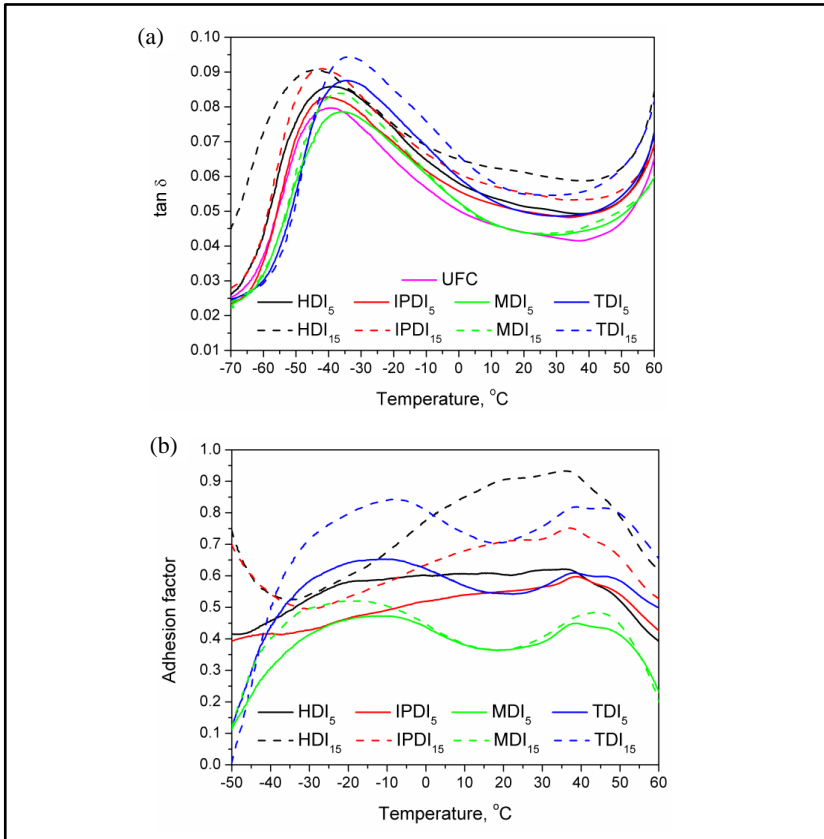 (a)
0.10
0.09
0.08
0.07
0.06
0.05
0.04
0.03
0.02
0.01
tan δ
UFC
HDI₅ IPDI₅ MDI₅ TDI₅
HDI₁₅ IPDI₁₅ MDI₁₅ TDI₁₅
-70 -60 -50 -40 -30 -20 -10 0 10 20 30 40 50 60
Temperature, °C
(b)
1.0
0.9
0.8
0.7
0.6
0.5
0.4
0.3
0.2
0.1
0.0
Adhesion factor
HDI₅ IPDI₅ MDI₅ TDI₅
HDI₁₅ IPDI₁₅ MDI₁₅ TDI₁₅
-50 -40 -30 -20 -10 0 10 20 30 40 50 60
Temperature, °C